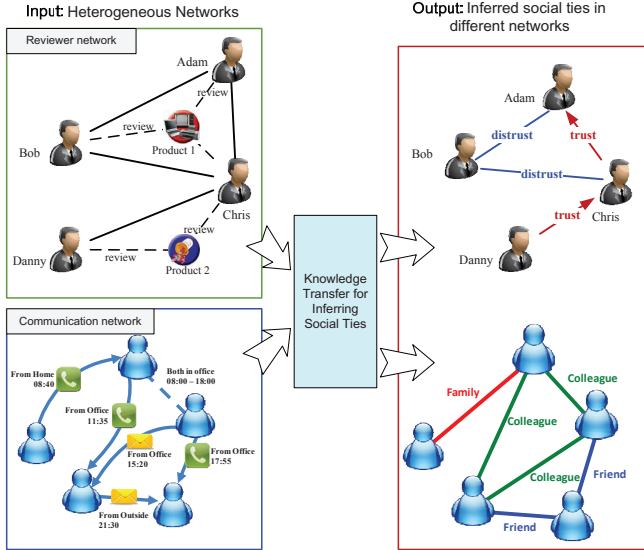 Input: Heterogeneous Networks
Reviewer network
Adam
review
review
Bob
Product 1
review
Chris
review
Danny
review
Product 2
Communication network
From Home
08:40
Both in office
08:00 – 18:00
From Office
11:35
From Office
15:20
From Office
17:55
From Outside
21:30
Knowledge
Transfer for
Inferring
Social Ties
Output: Inferred social ties in
different networks
Adam
distrust
trust
Bob
distrust
Chris
trust
Danny
Family
Colleague
Colleague
Colleague
Friend
Friend